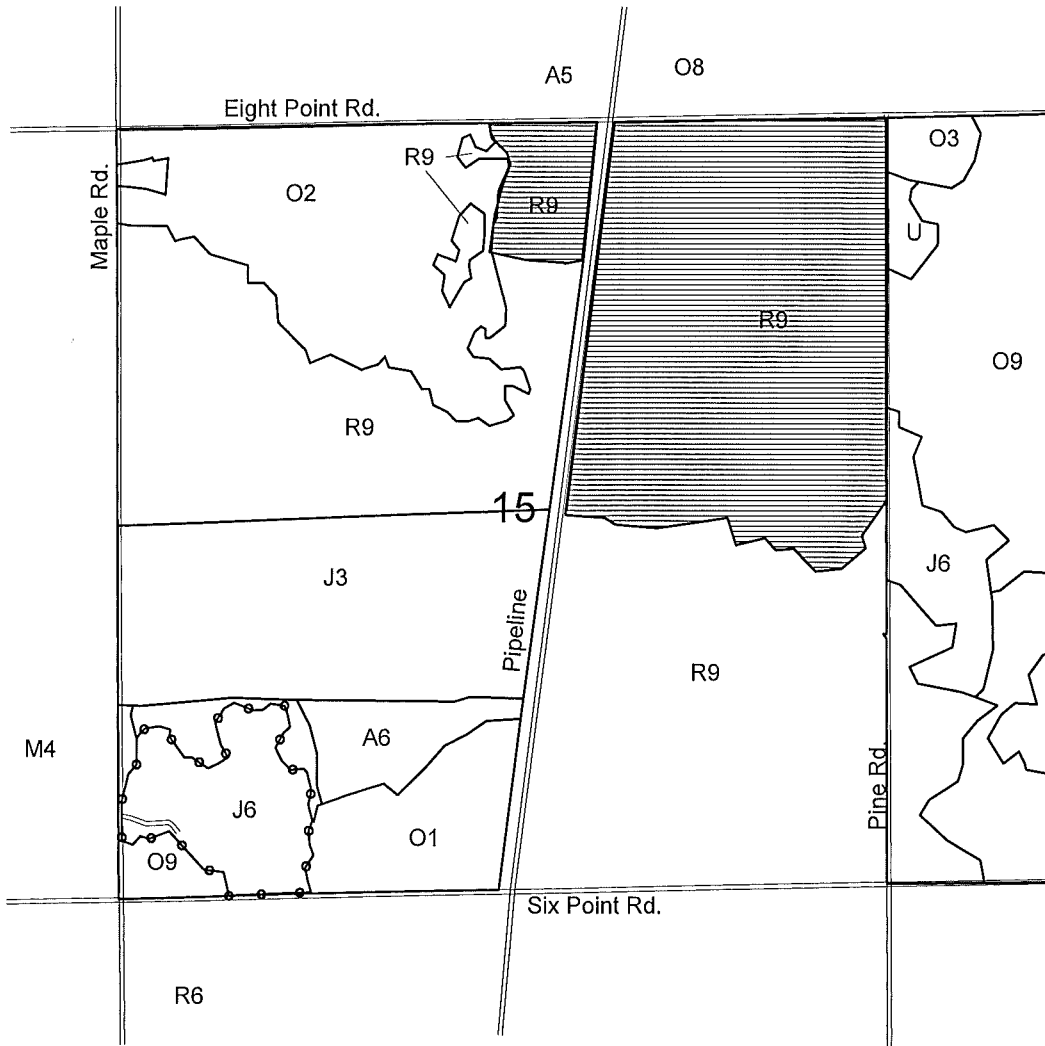 A5
O8
Eight Point Rd.
R9
O2
R9
O3
U
Maple Rd.
R9
O9
R9
15
J3
J6
Pipeline
R9
M4
A6
J6
O1
O9
Pine Rd.
Six Point Rd.
R6